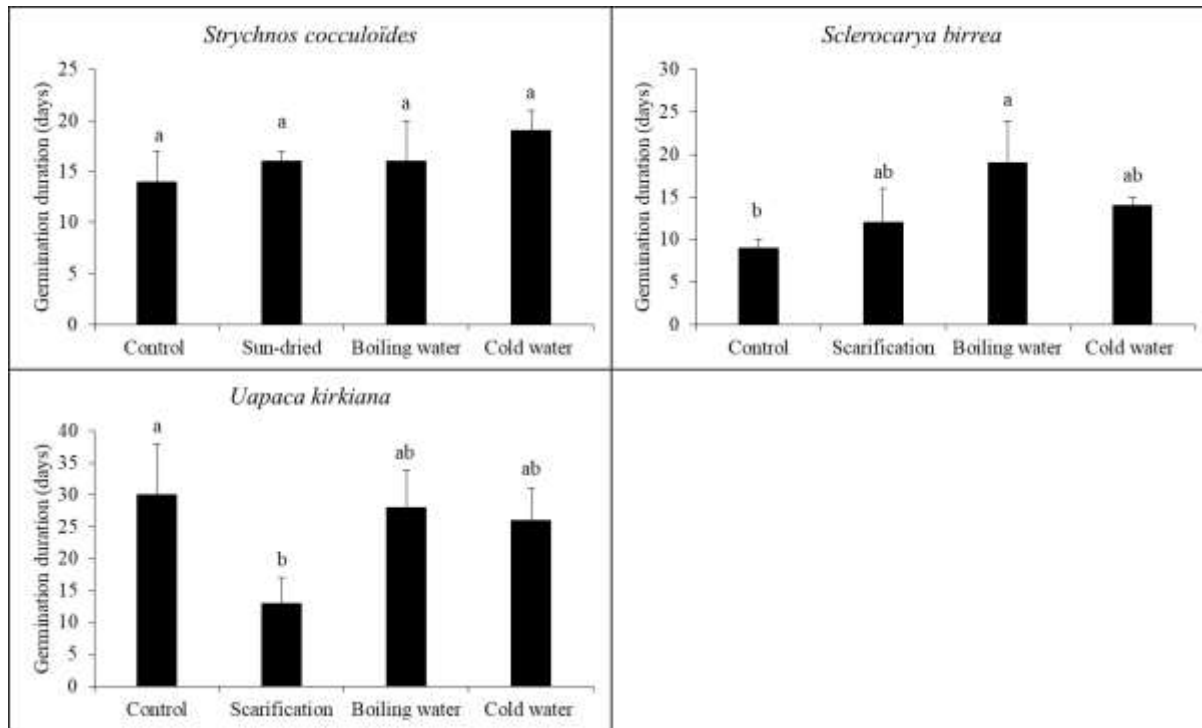 Strychnos cocculoïdes
Germination duration (days)
25
20
15
10
5
0
a
a
a
a
Control
Sun-dried
Boiling water
Cold water
Sclerocarya birrea
Germination duration (days)
30
25
20
15
10
5
0
b
ab
a
ab
Control
Scarification
Boiling water
Cold water
Uapaca kirkiana
Germination duration (days)
40
35
30
25
20
15
10
5
0
a
b
ab
ab
Control
Scarification
Boiling water
Cold water